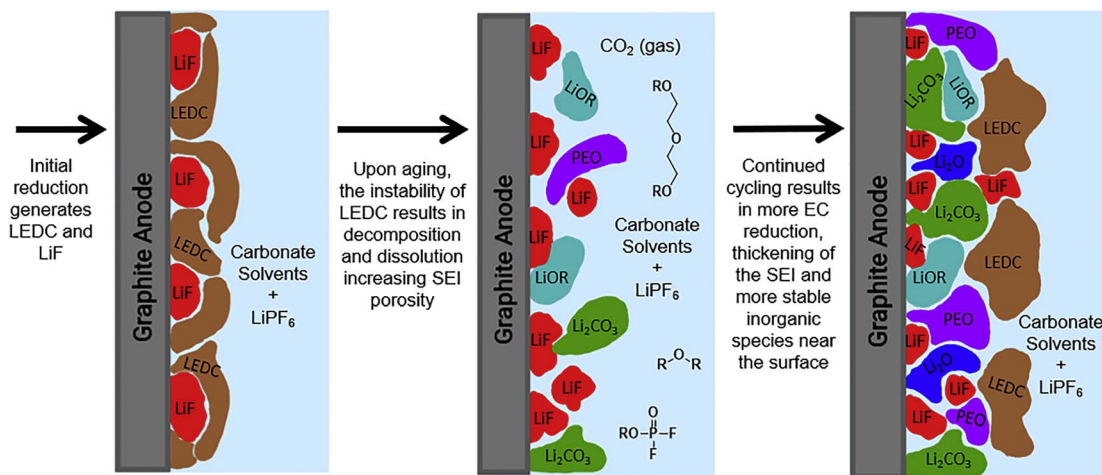 Initial
reduction
generates
LEDC and
LiF
Graphite Anode
LiF
LEDC
LiF
LEDC
LiF
LEDC
LiF
Carbonate
Solvents
+
LiPF₆
Upon aging,
the instability of
LEDC results in
decomposition
and dissolution
increasing SEI
porosity
Graphite Anode
LiF
LiOR
LiF
PEO
LiF
LiF
LiOR
Li₂CO₃
LiF
LiF
LiF
Li₂CO₃
CO₂ (gas)
RO
O
RO
Carbonate
Solvents
+
LiPF₆
R O R
O
RO P F
F
Continued
cycling results
in more EC
reduction,
thickening of
the SEI and
more stable
inorganic
species near
the surface
Graphite Anode
PEO
LiF
Li₂CO₃
LiOR
LEDC
LiF
Li₂O
LiF
LiF
Li₂CO₃
LiF
LiOR
LEDC
PEO
LiF
Li₂O
LiF
LEDC
LiF
PEO
Li₂CO₃
Carbonate
Solvents
+
LiPF₆